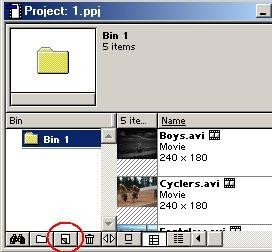 Project: 1.ppj
Bin 1
5 items
Bin
5 ite...
Name
Bin 1
Boys.avi
Movie
240 x 180
Cyclers.avi
Movie
240 x 180